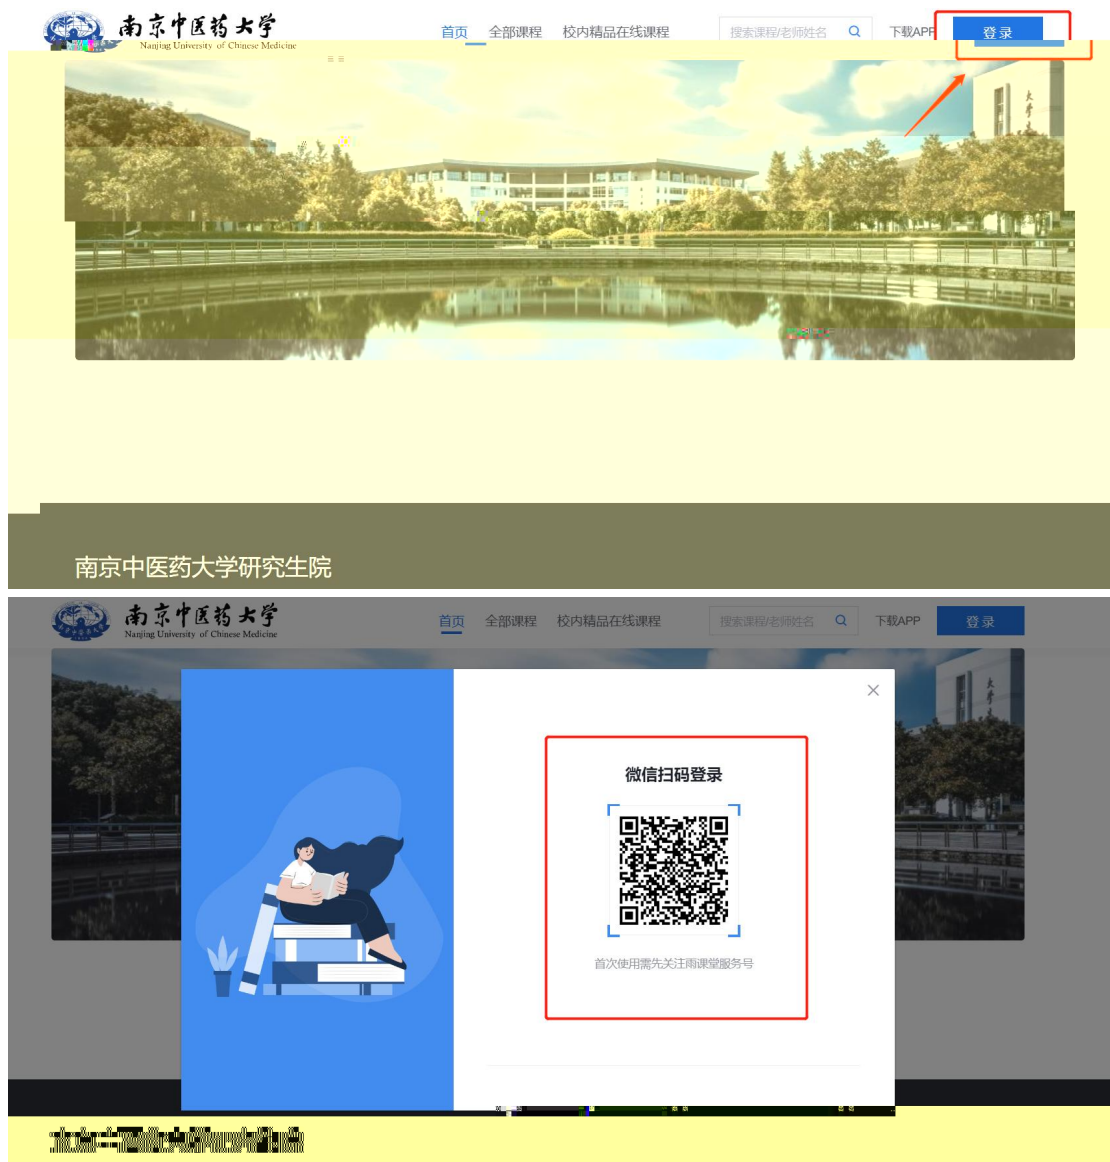 南京中医药大学
Nanjing University of Chinese Medicine
首页 全部课程 校内精品在线课程 搜索课程/老师姓名 下载APP 登录
大学
南京中医药大学研究生院
南京中医药大学
Nanjing University of Chinese Medicine
首页 全部课程 校内精品在线课程 搜索课程/老师姓名 下载APP 登录
大学
微信扫码登录
首次使用需先关注雨课堂服务号